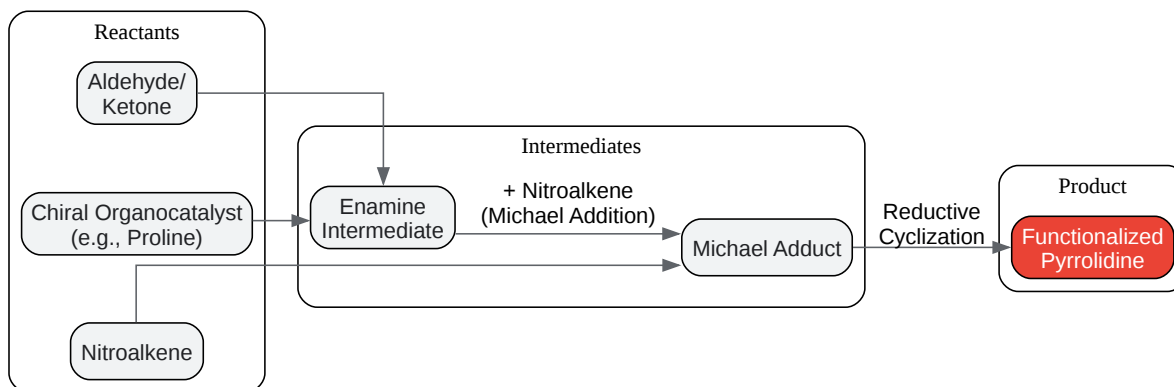 Reactants
Aldehyde/
Ketone
Chiral Organocatalyst
(e.g., Proline)
Nitroalkene
Intermediates
Enamine
Intermediate
+ Nitroalkene
(Michael Addition)
Michael Adduct
Reductive
Cyclization
Product
Functionalized
Pyrrolidine